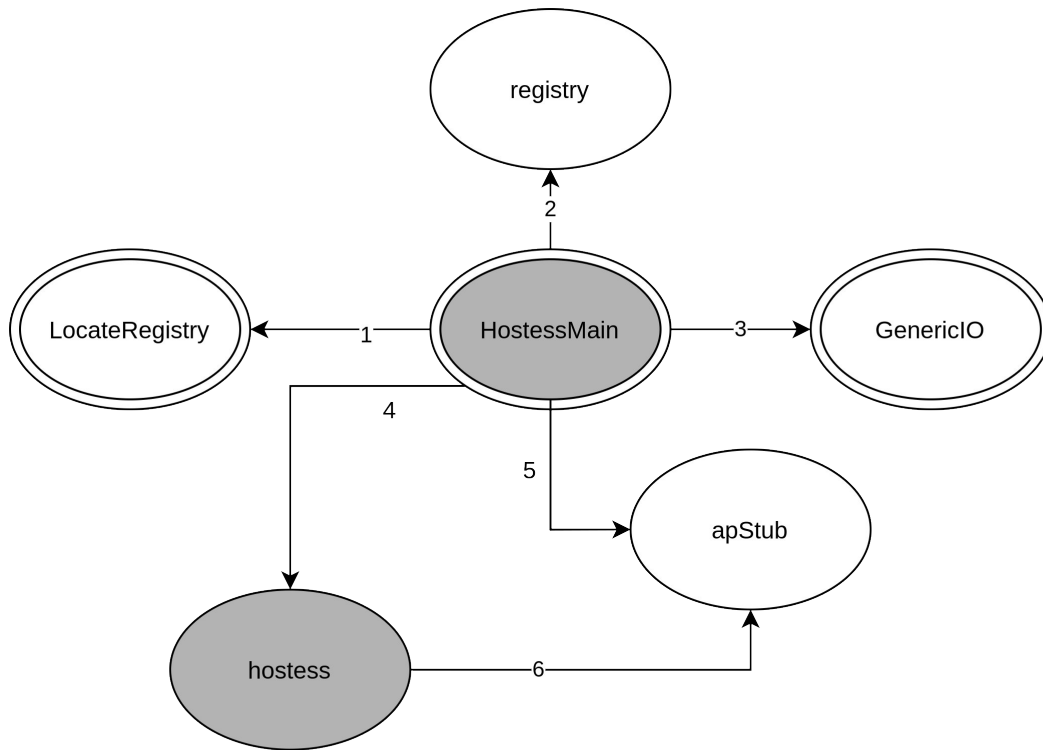 registry
2
LocateRegistry
1
HostessMain
3
GenericIO
4
5
apStub
hostess
6